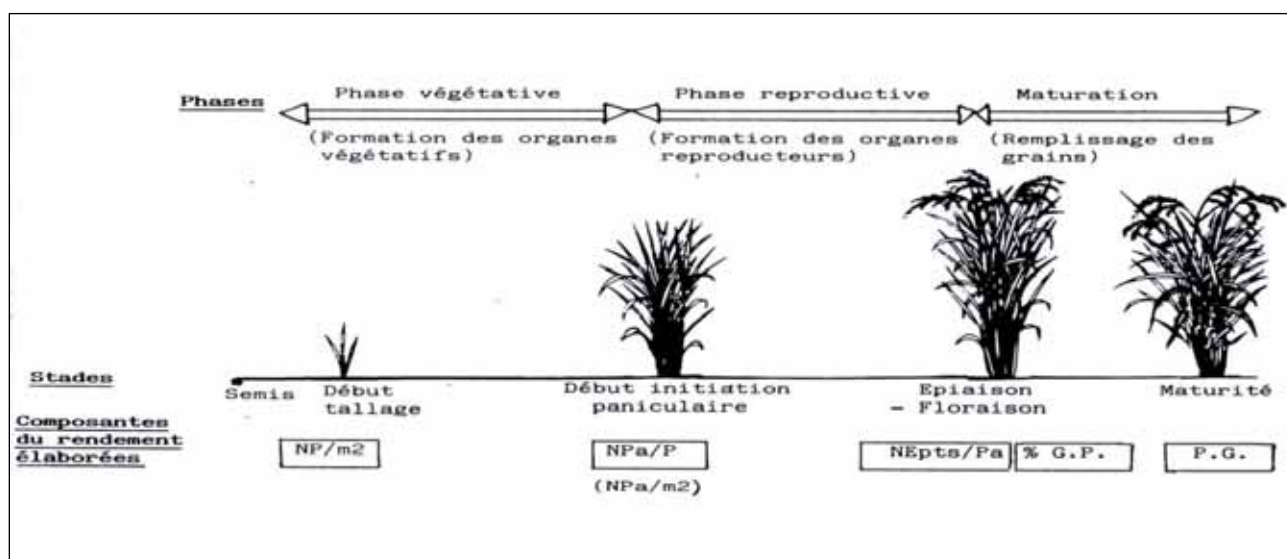 Phases
Phase végétative
Phase reproductive
Maturation
(Formation des organes
végétatifs)
(Formation des organes
reproducteurs)
(Remplissage des
grains)
Stades
Semis
Début
tallage
Début initiation
paniculaire
Epiaison
- Floraison
Maturité
Composantes
du rendement
élaborées
NP/m2
NPa/P
(NPa/m2)
NEpts/Pa
% G.P.
P.G.